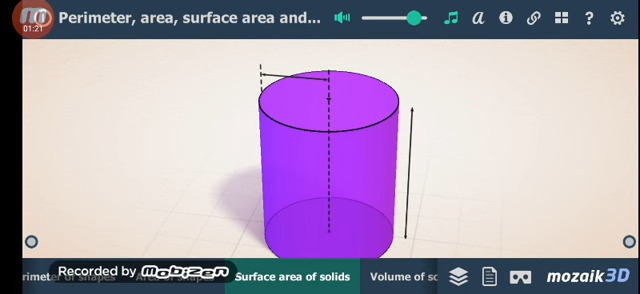 Perimeter, area, surface area and...
01:21
rimeter of shapes
Surface area of solids
Volume of so
Recorded by Mobizen
mozaik3D